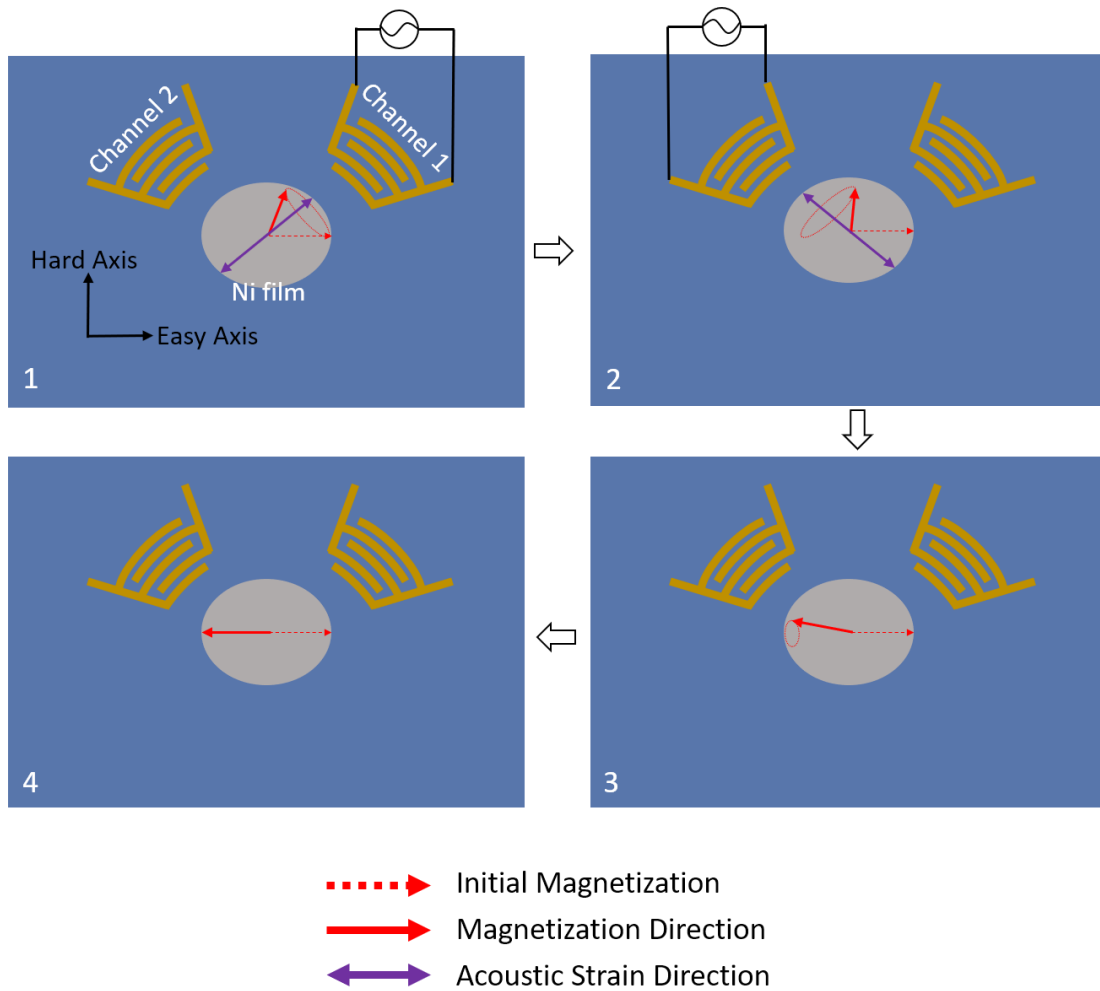 Channel 2
Channel 1
Ni film
Hard Axis
Easy Axis
1
2
4
3
Initial Magnetization
Magnetization Direction
Acoustic Strain Direction